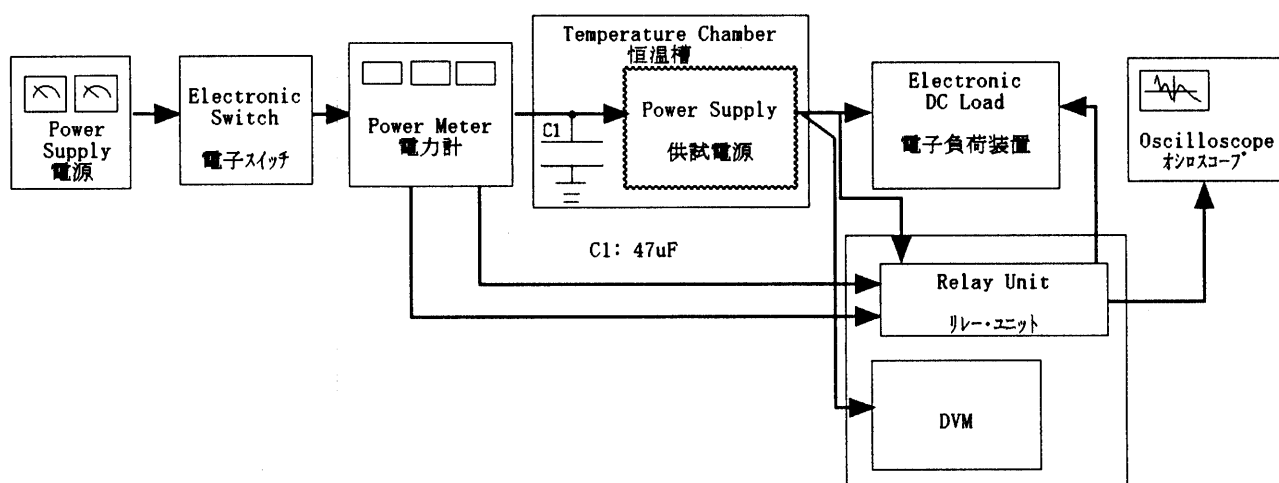 Power
Supply
電源
Electronic
Switch
電子スイッチ
Power Meter
電力計
Temperature Chamber
恒温槽
C1
Power Supply
供試電源
Electronic
DC Load
電子負荷装置
Oscilloscope
オシロスコープ
C1: 47uF
Relay Unit
リレー・ユニット
DVM